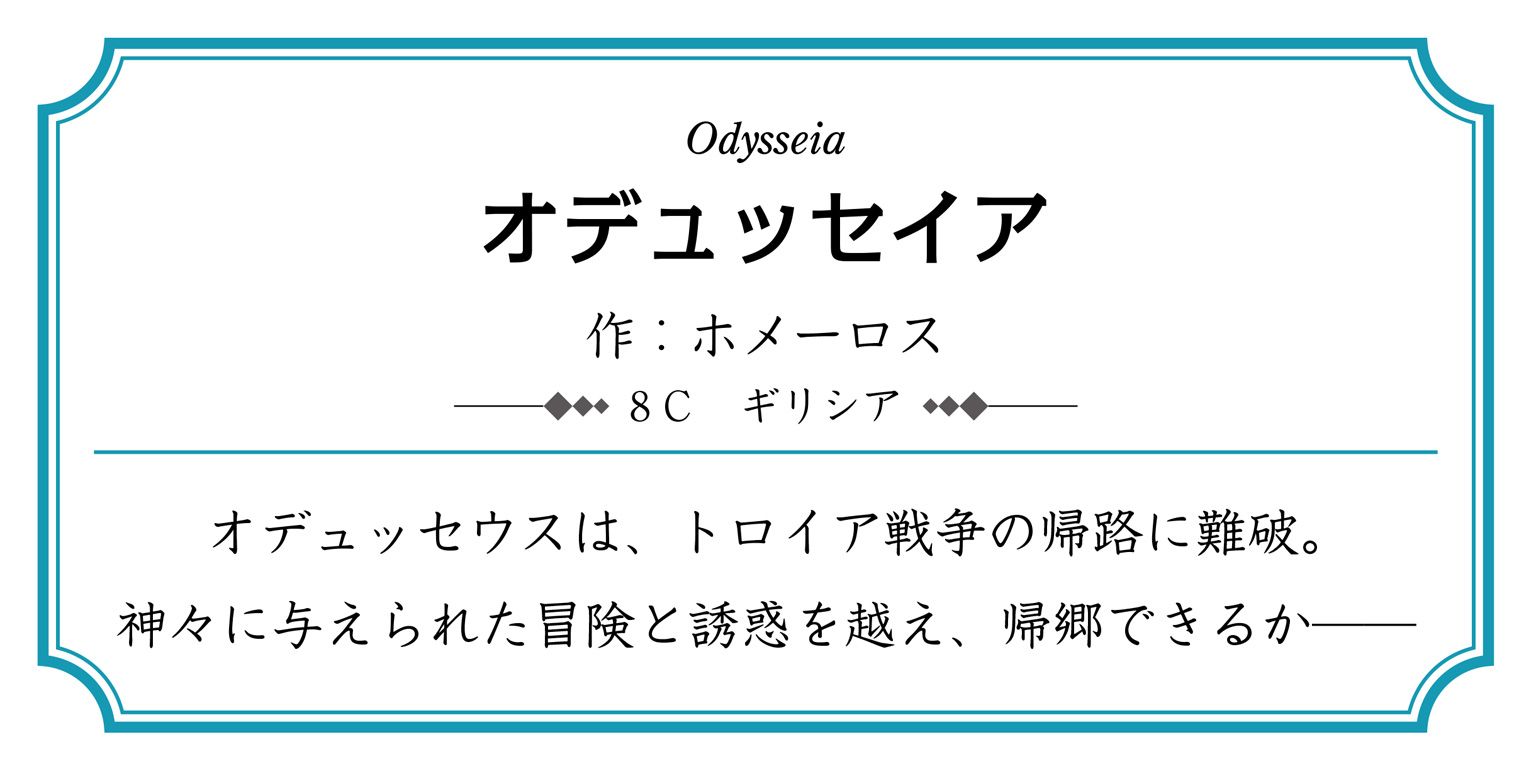 Odysseia
オデュッセイア
作：ホメーロス
８Ｃ　ギリシア
オデュッセウスは、トロイア戦争の帰路に難破。
神々に与えられた冒険と誘惑を越え、帰郷できるか――